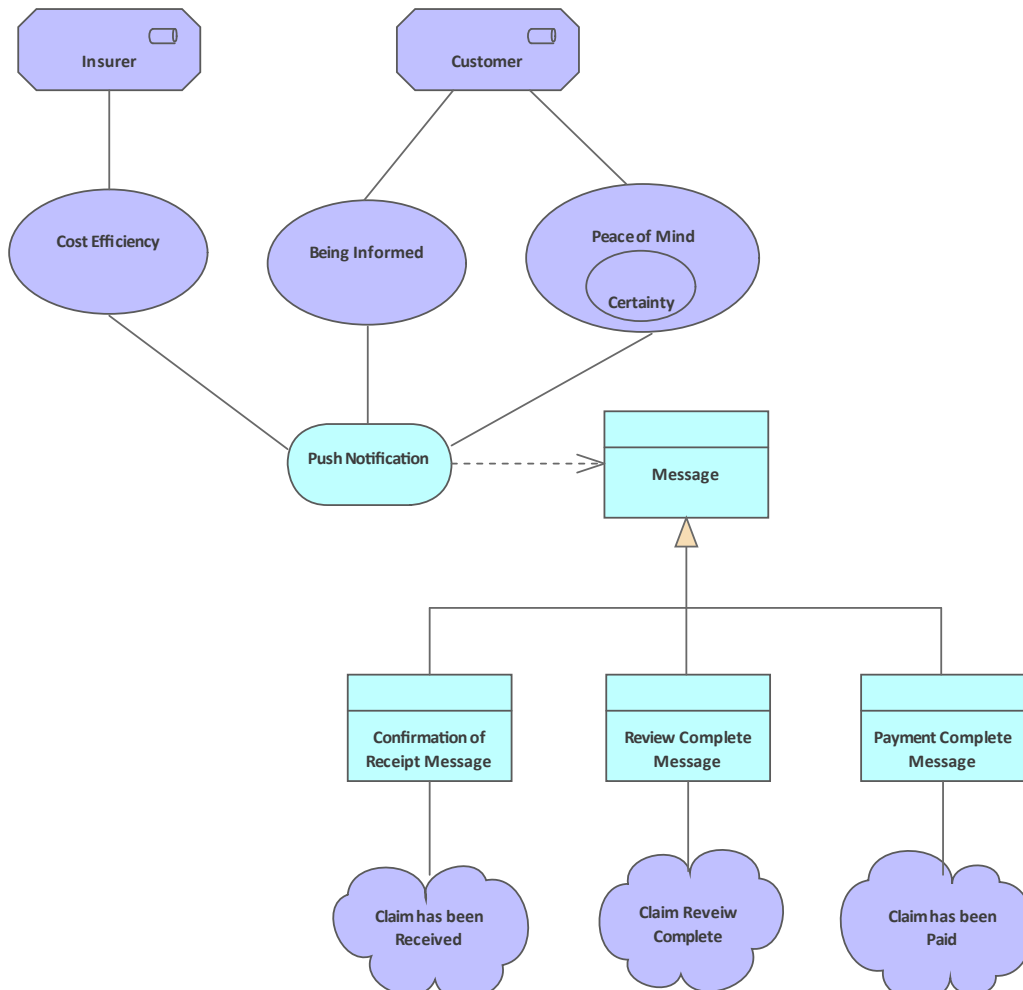 Insurer
Customer
Cost Efficiency
Being Informed
Peace of Mind
Certainty
Push Notification
Message
Confirmation of
Receipt Message
Review Complete
Message
Payment Complete
Message
Claim has been
Received
Claim Reveiw
Complete
Claim has been
Paid